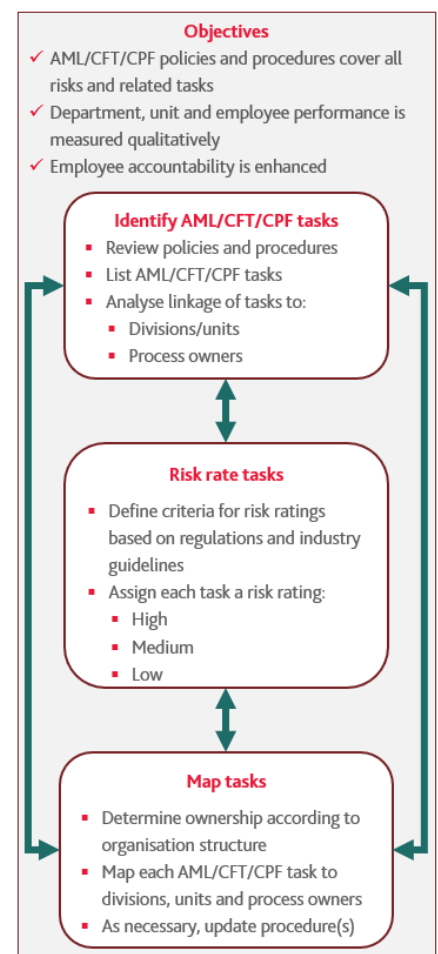 Objectives
✓ AML/CFT/CPF policies and procedures cover all
risks and related tasks
✓ Department, unit and employee performance is
measured qualitatively
✓ Employee accountability is enhanced
Identify AML/CFT/CPF tasks
▪ Review policies and procedures
▪ List AML/CFT/CPF tasks
▪ Analyse linkage of tasks to:
▪ Divisions/units
▪ Process owners
Risk rate tasks
▪ Define criteria for risk ratings
based on regulations and industry
guidelines
▪ Assign each task a risk rating:
▪ High
▪ Medium
▪ Low
Map tasks
▪ Determine ownership according to
organisation structure
▪ Map each AML/CFT/CPF task to
divisions, units and process owners
▪ As necessary, update procedure(s)